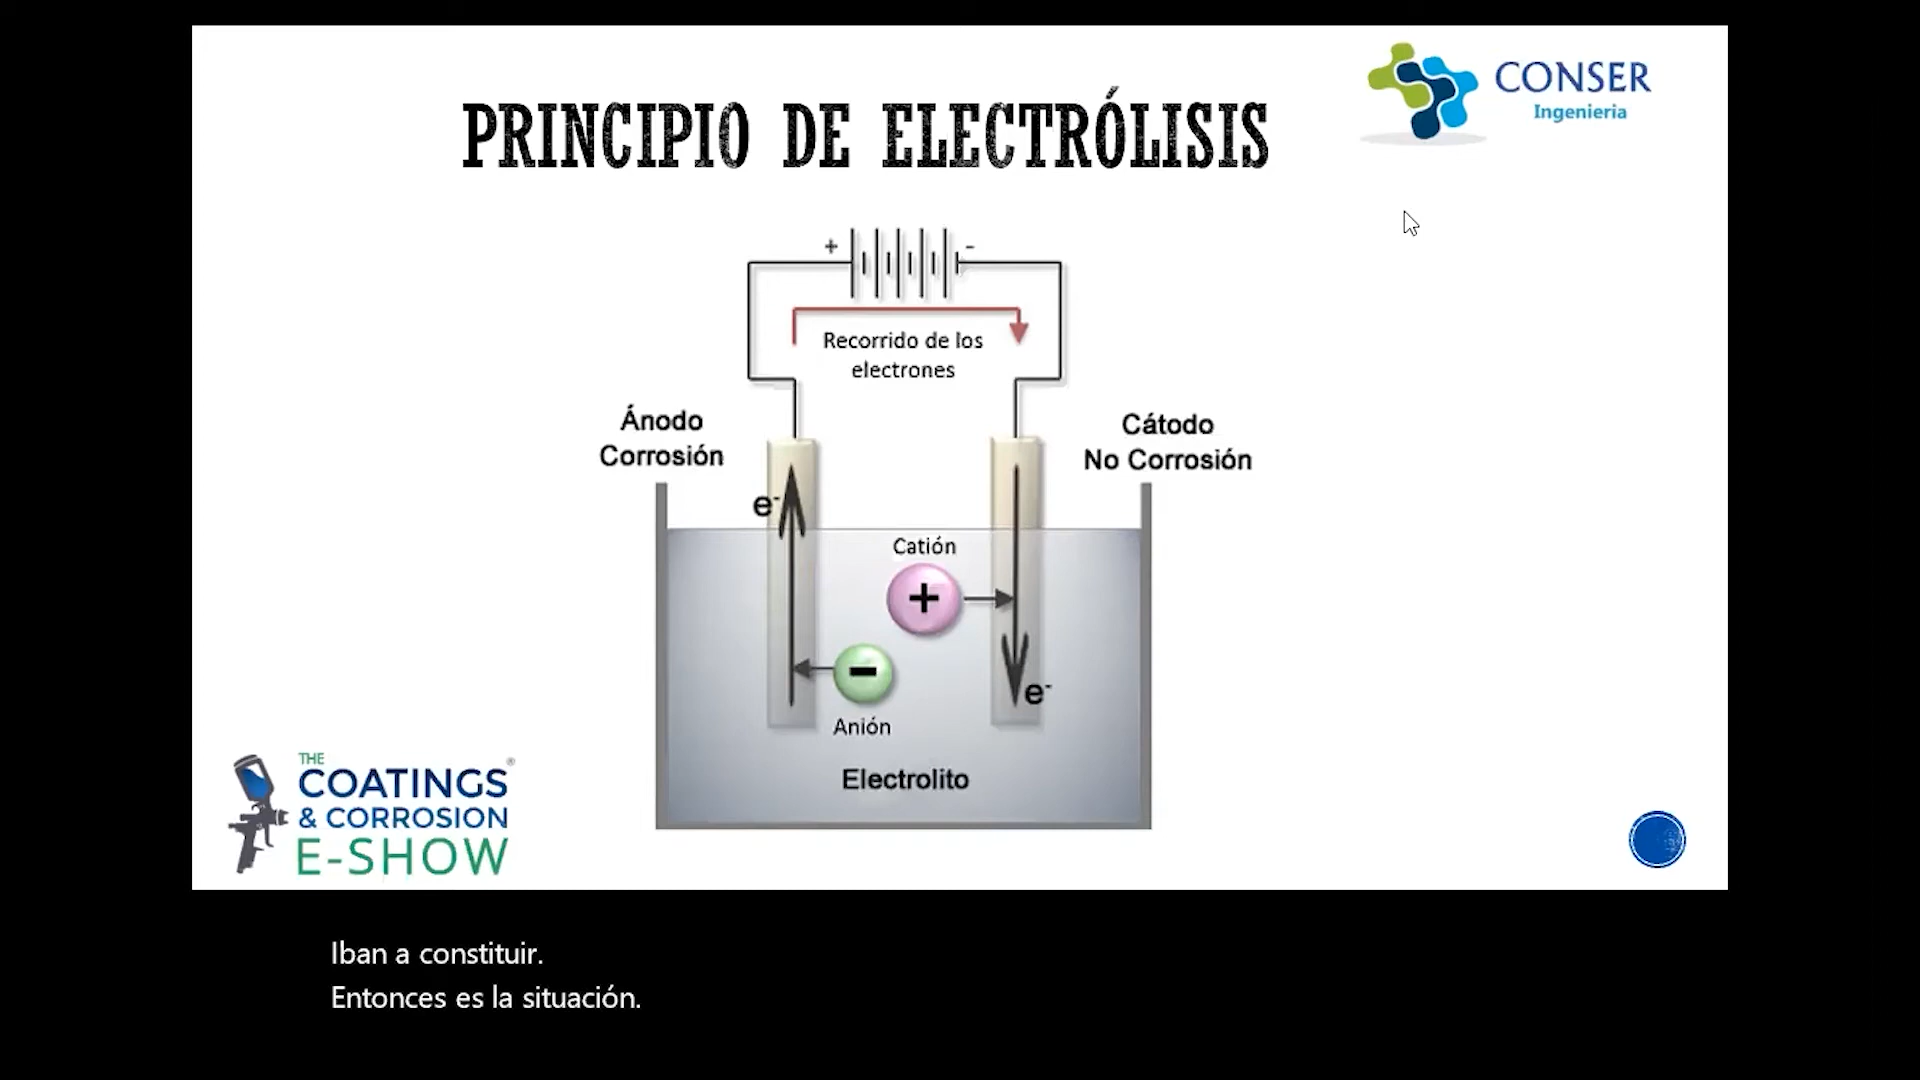 CONSER
Ingeniería
PRINCIPIO DE ELECTRÓLISIS
+ -
Recorrido de los
electrones
Ánodo
Corrosión
Cátodo
No Corrosión
e-
Catión
+
-
e-
Anión
Electrolito
THE
COATINGS®
& CORROSION
E-SHOW
Iban a constituir.
Entonces es la situación.